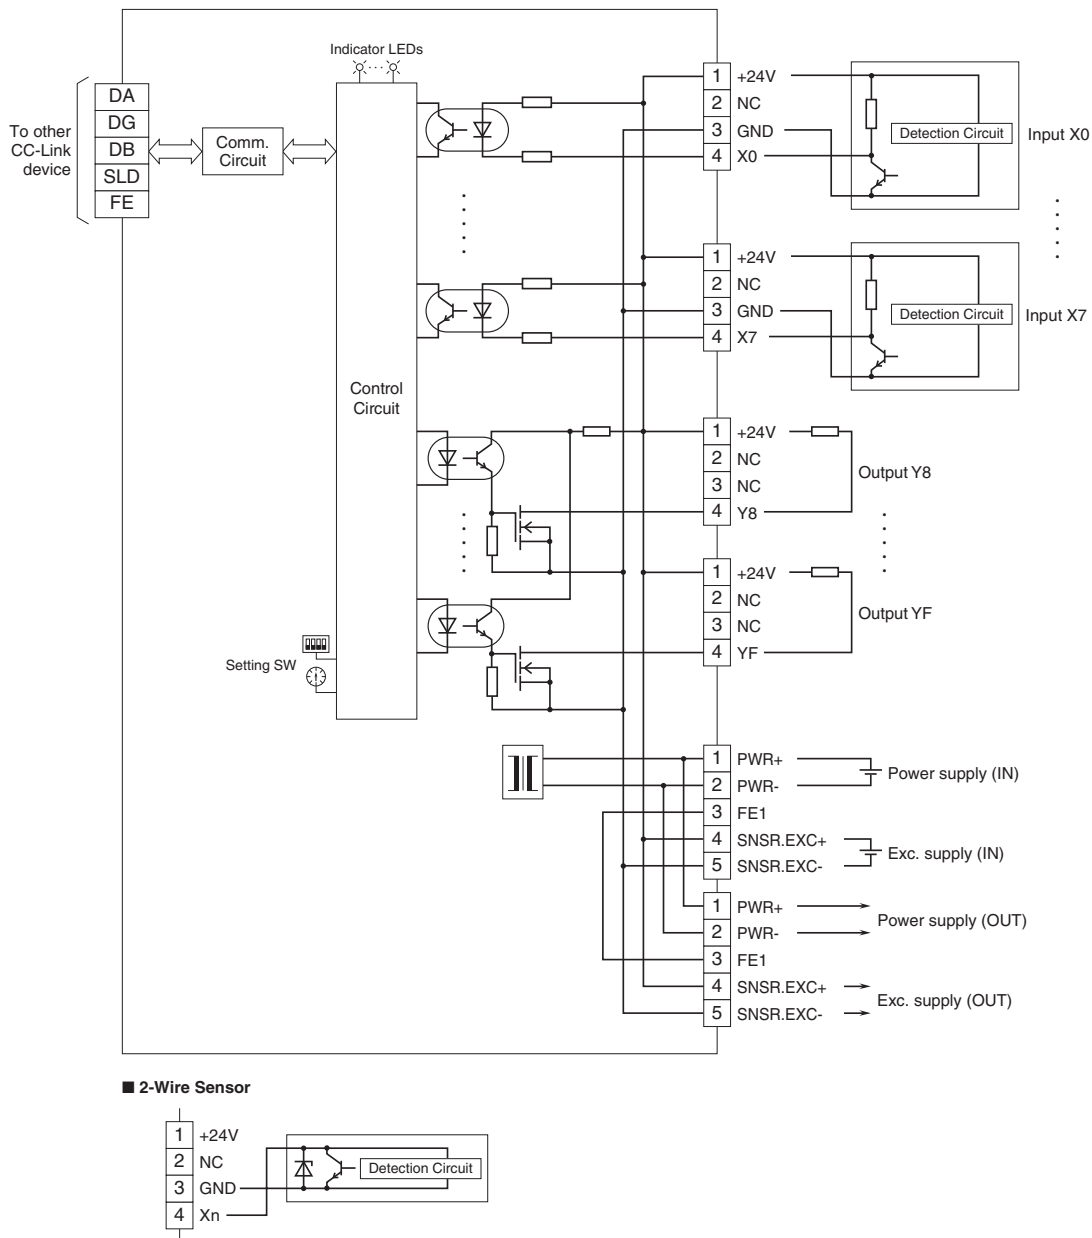 Indicator LEDs
To other
CC-Link
device
DA
DG
DB
SLD
FE
Comm.
Circuit
Control
Circuit
Setting SW
1 +24V
2 NC
3 GND
4 X0
Detection Circuit
Input X0
1 +24V
2 NC
3 GND
4 X7
Detection Circuit
Input X7
1 +24V
2 NC
3 NC
4 Y8
Output Y8
1 +24V
2 NC
3 NC
4 YF
Output YF
1 PWR+
2 PWR-
3 FE1
4 SNSR.EXC+
5 SNSR.EXC-
Power supply (IN)
Exc. supply (IN)
1 PWR+
2 PWR-
3 FE1
4 SNSR.EXC+
5 SNSR.EXC-
Power supply (OUT)
Exc. supply (OUT)
■ 2-Wire Sensor
1 +24V
2 NC
3 GND
4 Xn
Detection Circuit